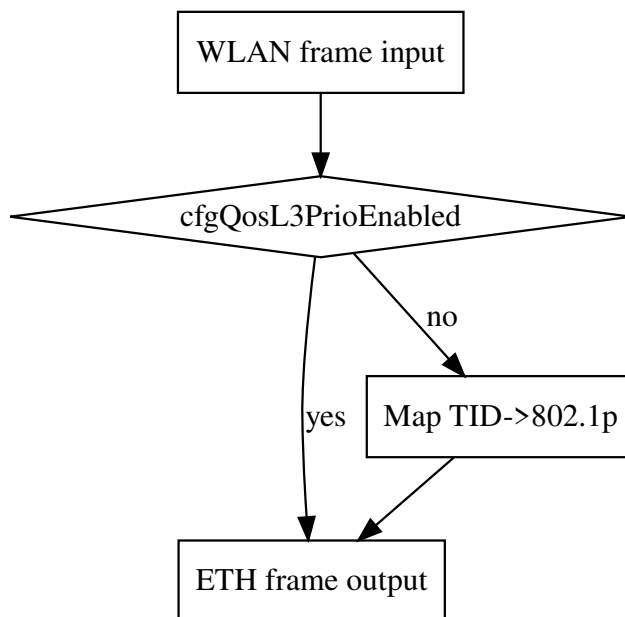 WLAN frame input
cfgQosL3PrioEnabled
no
Map TID->802.1p
yes
ETH frame output